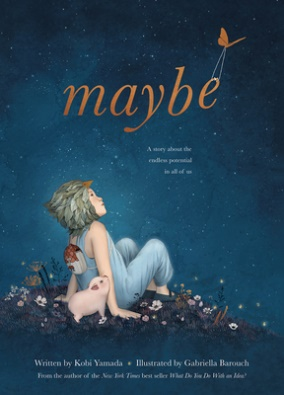 maybe
A story about the
endless potential
in all of us
Written by Kobi Yamada ✶ Illustrated by Gabriella Barouch
From the author of the New York Times best seller What Do You Do With an Idea?